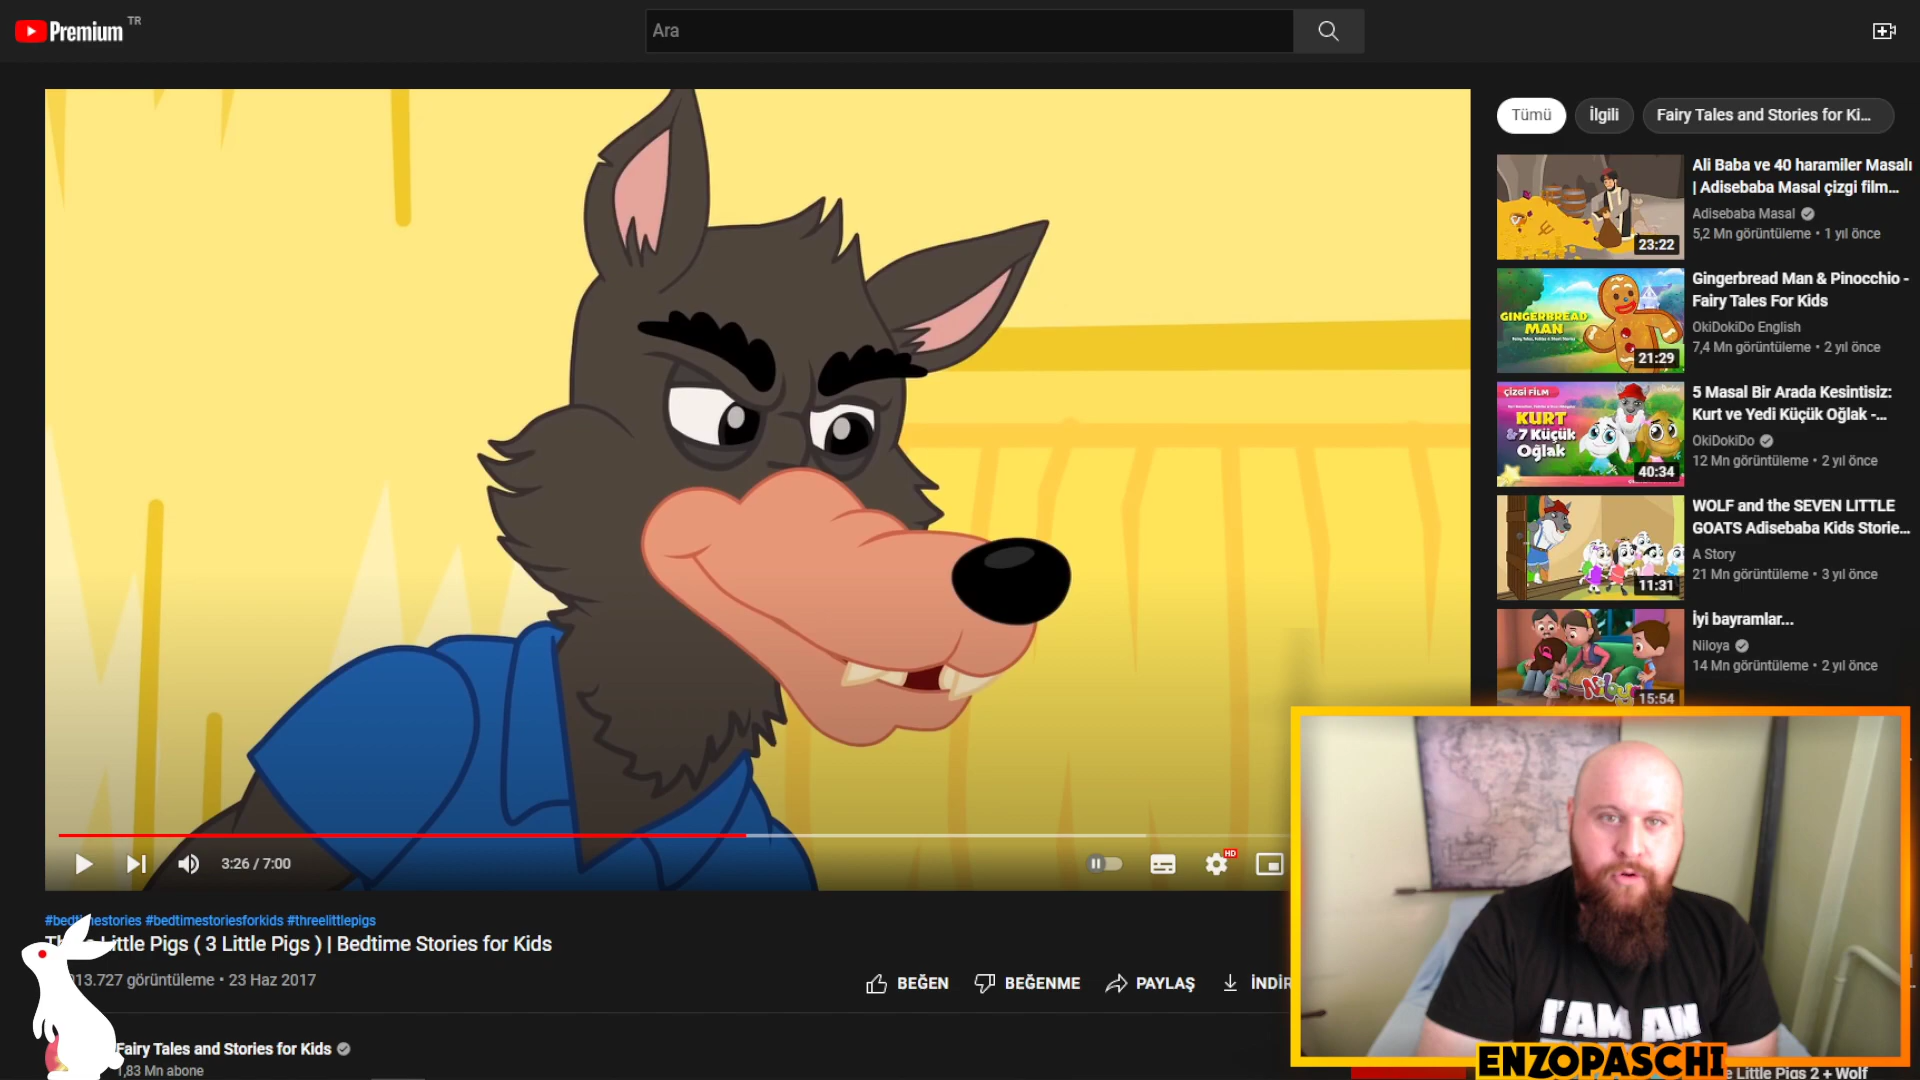 Premium TR
Ara
Tümü
İlgili
Fairy Tales and Stories for Ki...
Ali Baba ve 40 haramiler Masalı
| Adisebaba Masal çizgi film...
Adisebaba Masal
5,2 Mn görüntüleme • 1 yıl önce
23:22
GINGERBREAD
MAN
21:29
Gingerbread Man & Pinocchio -
Fairy Tales For Kids
OkiDokiDo English
7,4 Mn görüntüleme • 2 yıl önce
ÇİZGİ FİLM
KURT
&7 Küçük
Oğlak
40:34
5 Masal Bir Arada Kesintisiz:
Kurt ve Yedi Küçük Oğlak -...
OkiDokiDo
12 Mn görüntüleme • 2 yıl önce
11:31
WOLF and the SEVEN LITTLE
GOATS Adisebaba Kids Storie...
A Story
21 Mn görüntüleme • 3 yıl önce
15:54
İyi bayramlar...
Niloya
14 Mn görüntüleme • 2 yıl önce
3:26 / 7:00
HD
#bedtimestories #bedtimestoriesforkids #threelittlepigs
Little Pigs ( 3 Little Pigs ) | Bedtime Stories for Kids
13.727 görüntüleme • 23 Haz 2017
BEĞEN
BEĞENME
PAYLAŞ
İNDİR
Fairy Tales and Stories for Kids
1,83 Mn abone
I'AM AN
ENZOPASCHI
e Little Pigs 2 + Wolf